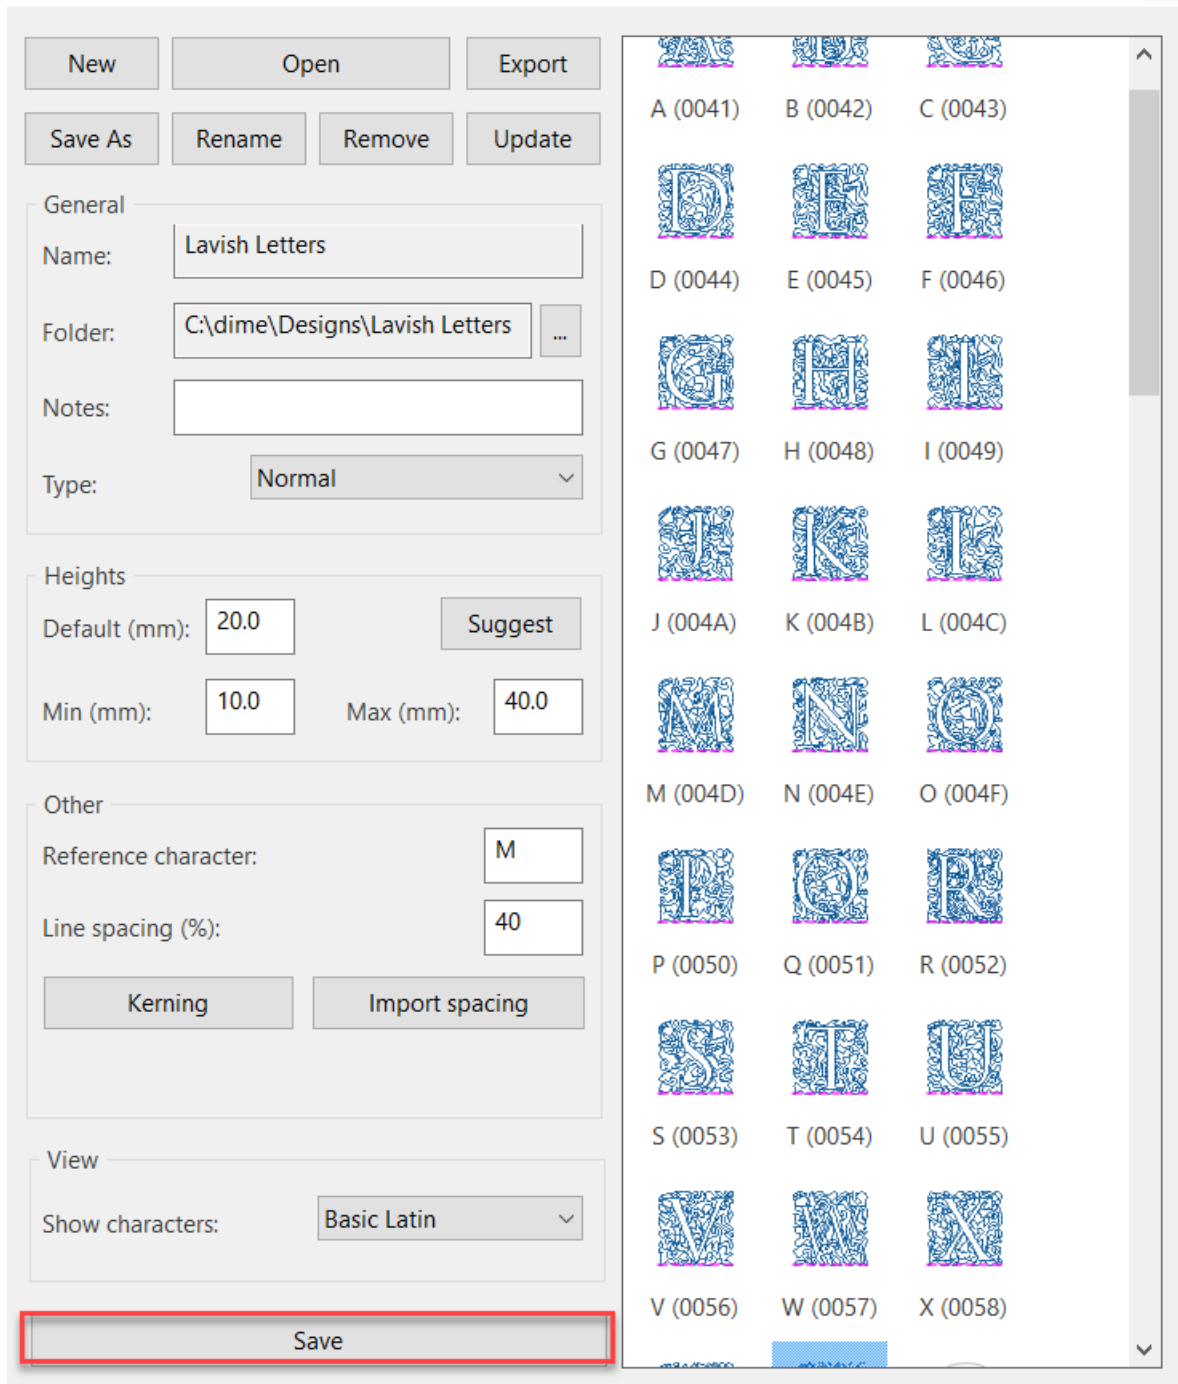 New Open Export
Save As Rename Remove Update
General
Name: Lavish Letters
Folder: C:\dime\Designs\Lavish Letters ...
Notes:
Type: Normal
Heights
Default (mm): 20.0 Suggest
Min (mm): 10.0 Max (mm): 40.0
Other
Reference character: M
Line spacing (%): 40
Kerning Import spacing
View
Show characters: Basic Latin
Save
A (0041) B (0042) C (0043)
D E F
D (0044) E (0045) F (0046)
G H I
G (0047) H (0048) I (0049)
J K L
J (004A) K (004B) L (004C)
M N O
M (004D) N (004E) O (004F)
P Q R
P (0050) Q (0051) R (0052)
S T U
S (0053) T (0054) U (0055)
V W X
V (0056) W (0057) X (0058)